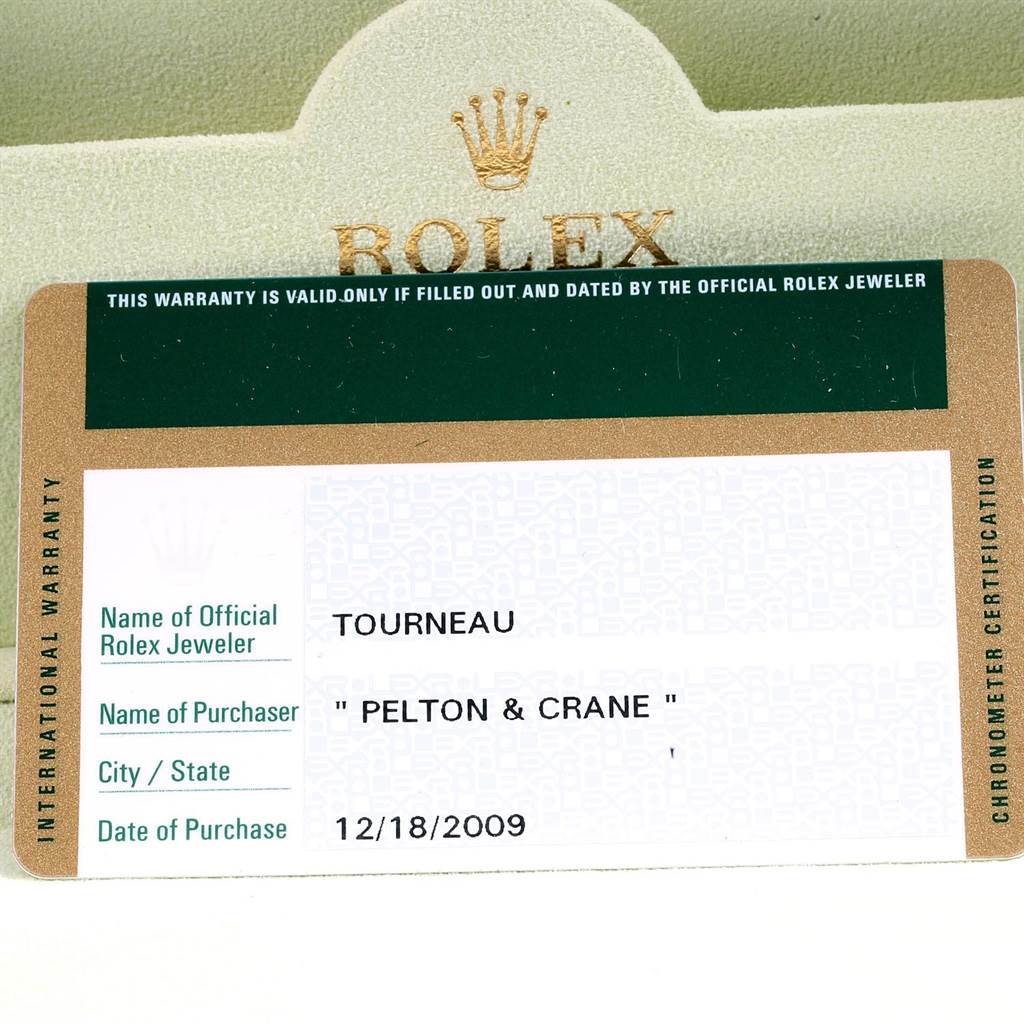 ROLEX
THIS WARRANTY IS VALID ONLY IF FILLED OUT AND DATED BY THE OFFICIAL ROLEX JEWELER
INTERNATIONAL WARRANTY
Name of Official
Rolex Jeweler
TOURNEAU
Name of Purchaser
" PELTON & CRANE "
City / State
Date of Purchase
12/18/2009
CHRONOMETER CERTIFICATION